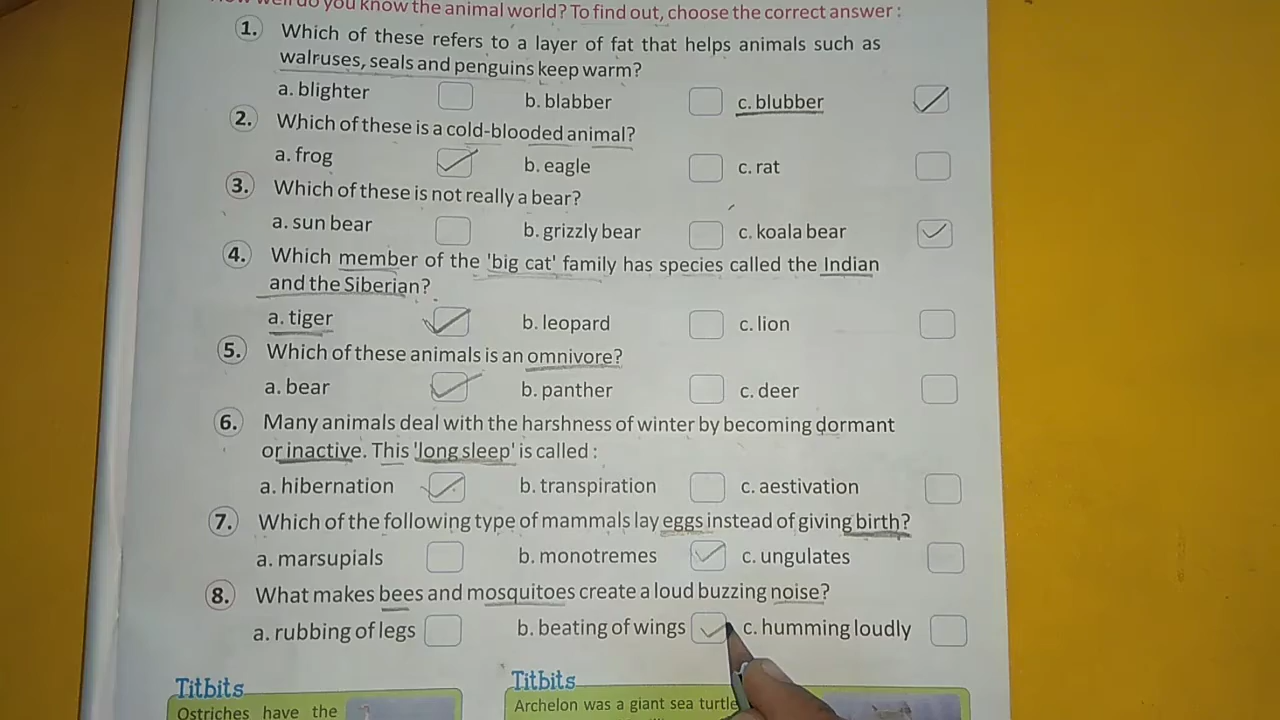 How well do you know the animal world? To find out, choose the correct answer :
1. Which of these refers to a layer of fat that helps animals such as
walruses, seals and penguins keep warm?
a. blighter b. blabber c. blubber
2. Which of these is a cold-blooded animal?
a. frog b. eagle c. rat
3. Which of these is not really a bear?
a. sun bear b. grizzly bear c. koala bear
4. Which member of the 'big cat' family has species called the Indian
and the Siberian?
a. tiger b. leopard c. lion
5. Which of these animals is an omnivore?
a. bear b. panther c. deer
6. Many animals deal with the harshness of winter by becoming dormant
or inactive. This 'long sleep' is called :
a. hibernation b. transpiration c. aestivation
7. Which of the following type of mammals lay eggs instead of giving birth?
a. marsupials b. monotremes c. ungulates
8. What makes bees and mosquitoes create a loud buzzing noise?
a. rubbing of legs b. beating of wings c. humming loudly
Titbits
Ostriches have the
Titbits
Archelon was a giant sea turtle